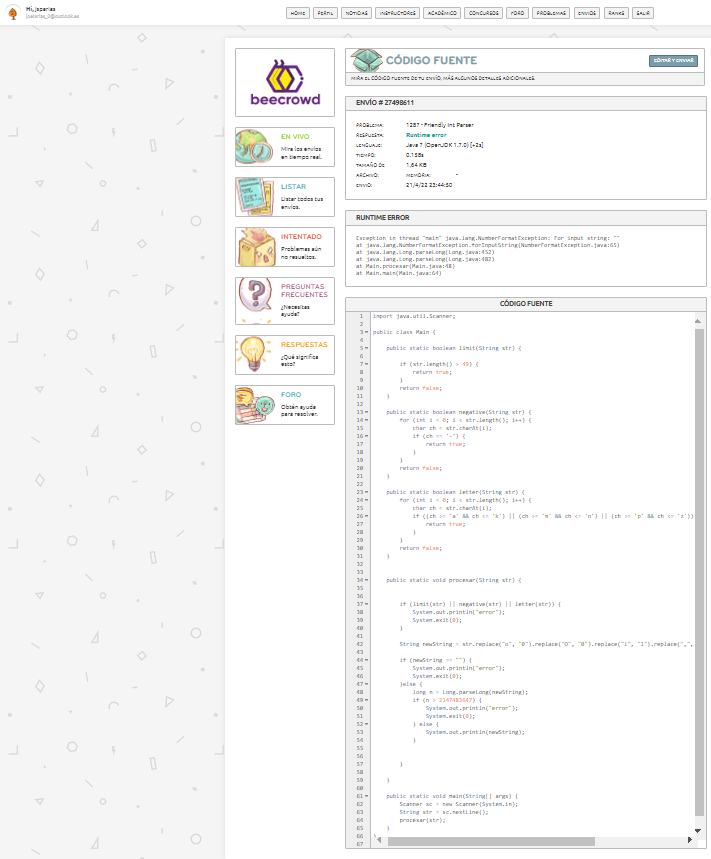 Hi, jsparias
HOME PERFIL NOTICIAS INSTRUCTORES ACADÉMICO CONCURSOS FORO PROBLEMAS ENVIOS RANKS SALIR
beecrowd
EN VIVO
Mira los envíos
en tiempo real.
LISTAR
Listar todos tus
envíos.
INTENTADO
Problemas aún
no resueltos.
PREGUNTAS
FRECUENTES
¿Necesitas
ayuda?
RESPUESTAS
¿Qué significa
esto?
FORO
Obtén ayuda
para resolver.
CÓDIGO FUENTE
EDITAR Y ENVIAR
MIRA EL CÓDIGO FUENTE DE TU ENVÍO, MÁS ALGUNOS DETALLES ADICIONALES.
ENVÍO # 27498611
PROBLEMA: 1257 - Friendly Int Parser
RESPUESTA: Runtime error
LENGUAJE: Java 7 (OpenJDK 1.7.0) [+2s]
TIEMPO: 0.158s
TAMAÑO DE 1,64 KB
ARCHIVO: MEMORIA: -
ENVIO: 21/4/22 23:44:50
RUNTIME ERROR
Exception in thread "main" java.lang.NumberFormatException: For input string: ""
at java.lang.NumberFormatException.forInputString(NumberFormatException.java:65)
at java.lang.Long.parseLong(Long.java:452)
at java.lang.Long.parseLong(Long.java:482)
at Main.procesar(Main.java:48)
at Main.main(Main.java:64)
CÓDIGO FUENTE
1 import java.util.Scanner;
2
3 public class Main {
4
5 public static boolean limit(String str) {
6
7 if (str.length() > 49) {
8 return true;
9 }
10 return false;
11 }
12
13 public static boolean negative(String str) {
14 for (int i = 0; i < str.length(); i++) {
15 char ch = str.charAt(i);
16 if (ch == '-') {
17 return true;
18 }
19 }
20 return false;
21 }
22
23 public static boolean letter(String str) {
24 for (int i = 0; i < str.length(); i++) {
25 char ch = str.charAt(i);
26 if ((ch >= 'a' && ch <= 'k') || (ch >= 'm' && ch <= 'n') || (ch >= 'p' && ch <= 'z'))
27 return true;
28 }
29 }
30 return false;
31 }
32
33
34 public static void procesar(String str) {
35
36
37 if (limit(str) || negative(str) || letter(str)) {
38 System.out.println("error");
39 System.exit(0);
40 }
41
42 String newString = str.replace("o", "0").replace("O", "0").replace("l", "1").replace(",",
43
44 if (newString == "") {
45 System.out.println("error");
46 System.exit(0);
47 }else {
48 long n = Long.parseLong(newString);
49 if (n > 2147483647) {
50 System.out.println("error");
51 System.exit(0);
52 } else {
53 System.out.println(newString);
54 }
55
56
57 }
58
59 }
60
61 public static void main(String[] args) {
62 Scanner sc = new Scanner(System.in);
63 String str = sc.nextLine();
64 procesar(str);
65 }
66
67